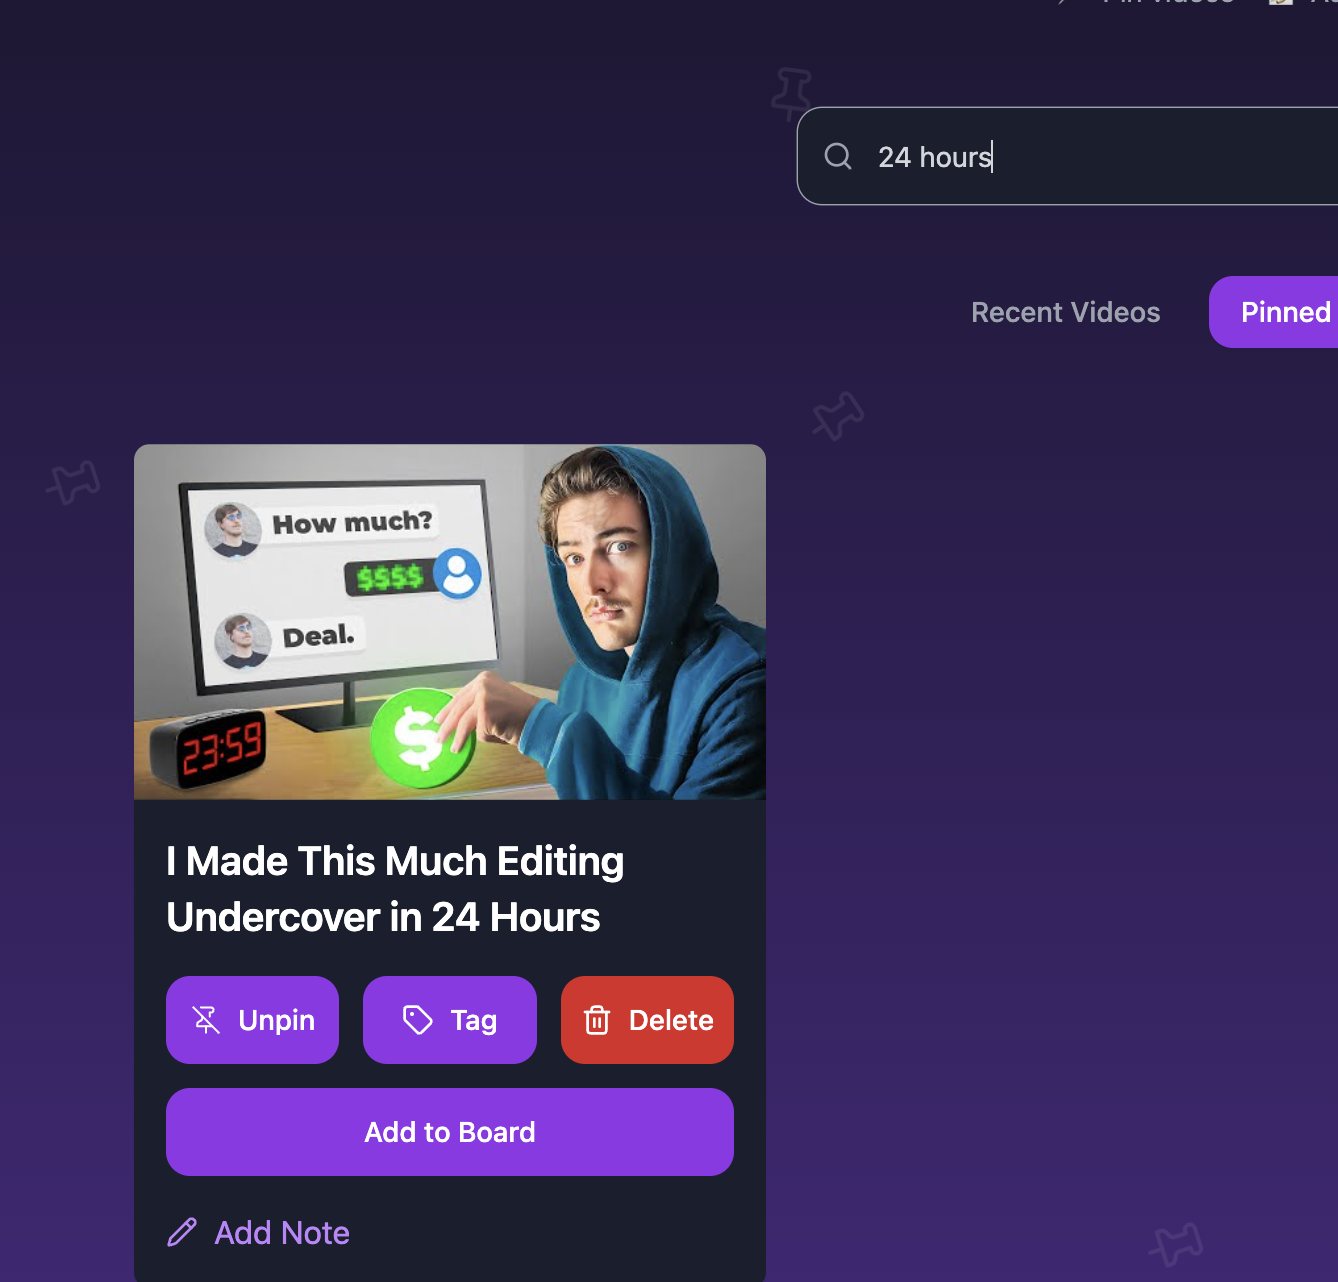 24 hours
Recent Videos
Pinned
How much?
$$$$
Deal.
23:59
$
I Made This Much Editing
Undercover in 24 Hours
Unpin
Tag
Delete
Add to Board
Add Note